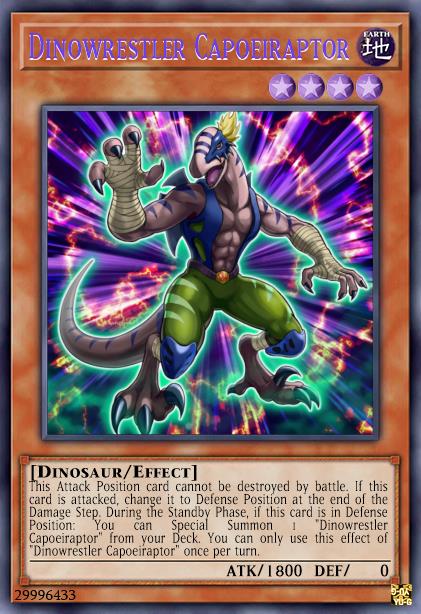 DINOWRESTLER CAPOEIRAPTOR
EARTH
地
[DINOSAUR/EFFECT]
This Attack Position card cannot be destroyed by battle. If this
card is attacked, change it to Defense Position at the end of the
Damage Step. During the Standby Phase, if this card is in Defense
Position: You can Special Summon 1 "Dinowrestler
Capoeiraptor" from your Deck. You can only use this effect of
"Dinowrestler Capoeiraptor" once per turn.
ATK/1800 DEF/ 0
29996433